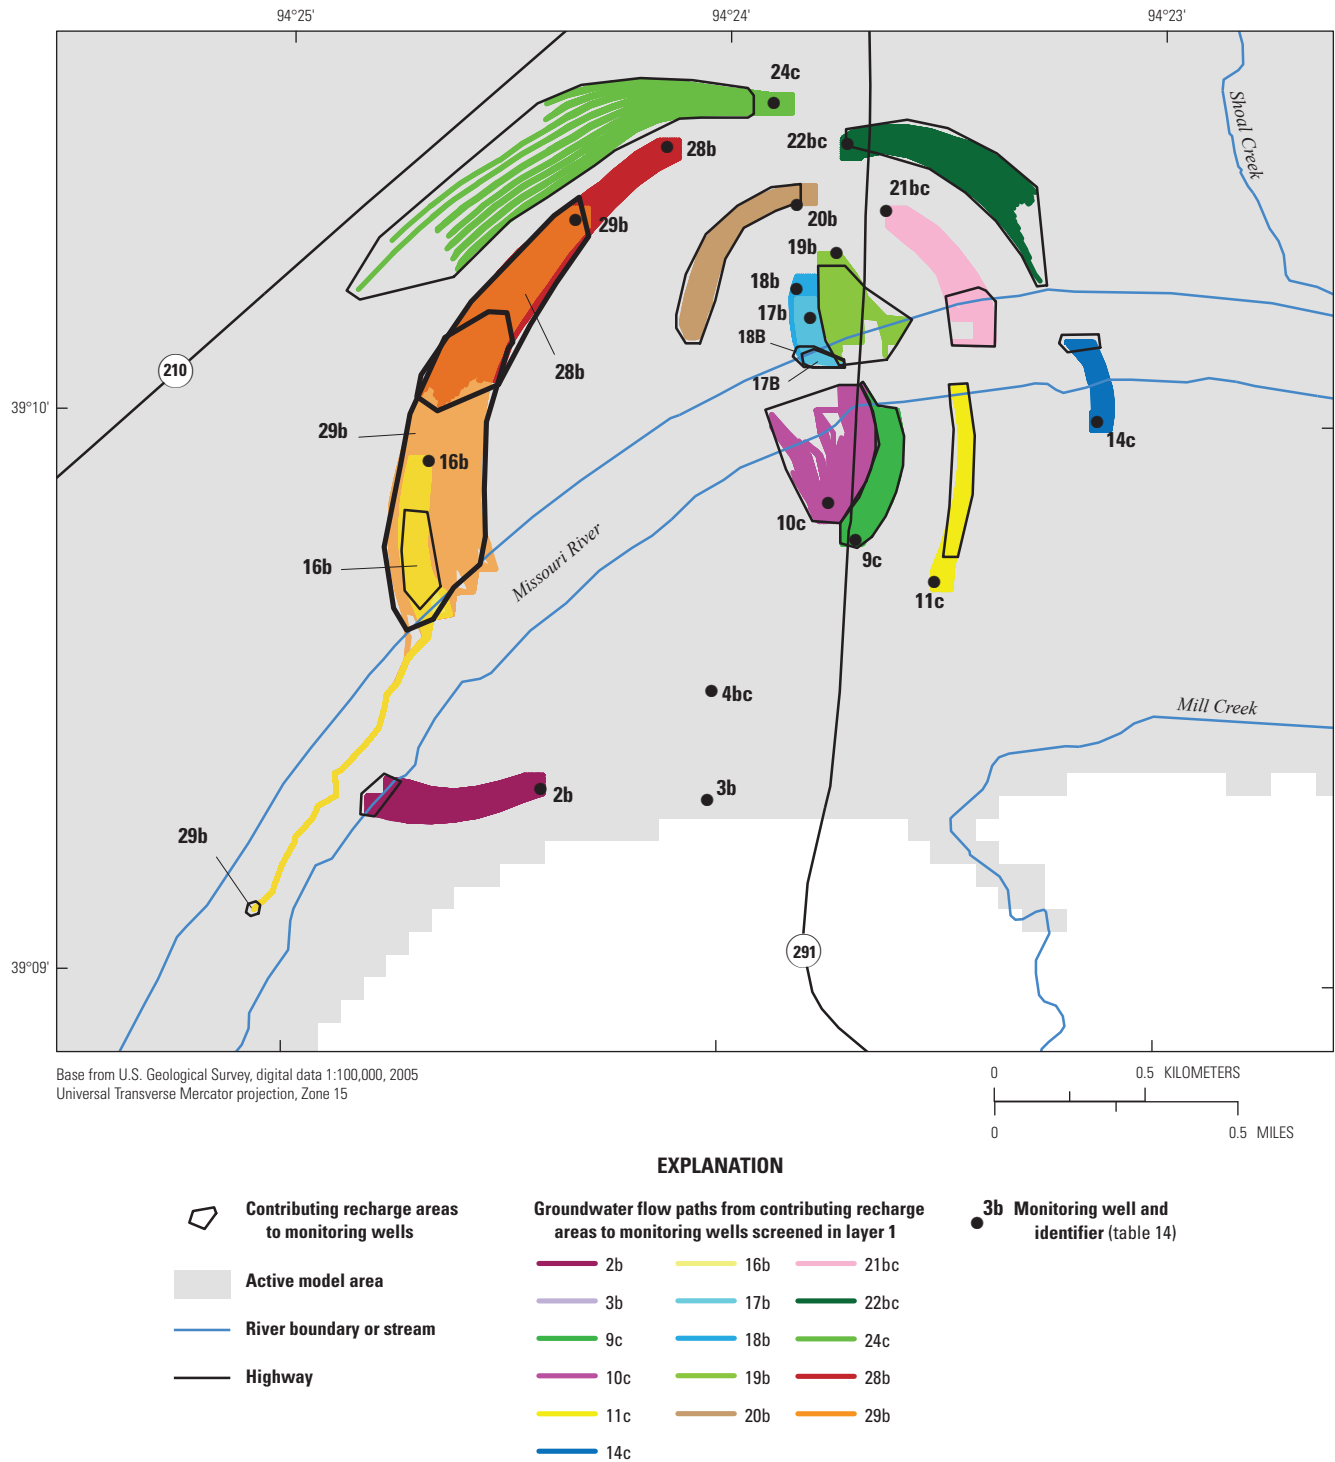 94°25'
94°24'
94°23'
24c
Shoal Creek
28b
22bc
21bc
20b
29b
19b
18b
17b
18B
17B
28b
210
39°10'
29b
16b
14c
10c
Missouri River
9c
16b
11c
4bc
Mill Creek
2b
3b
29b
291
39°09'
Base from U.S. Geological Survey, digital data 1:100,000, 2005
Universal Transverse Mercator projection, Zone 15
0 0.5 KILOMETERS
0 0.5 MILES
EXPLANATION
Contributing recharge areas
to monitoring wells
Active model area
River boundary or stream
Highway
Groundwater flow paths from contributing recharge
areas to monitoring wells screened in layer 1
2b 16b 21bc
3b 17b 22bc
9c 18b 24c
10c 19b 28b
11c 20b 29b
14c
3b Monitoring well and
identifier (table 14)